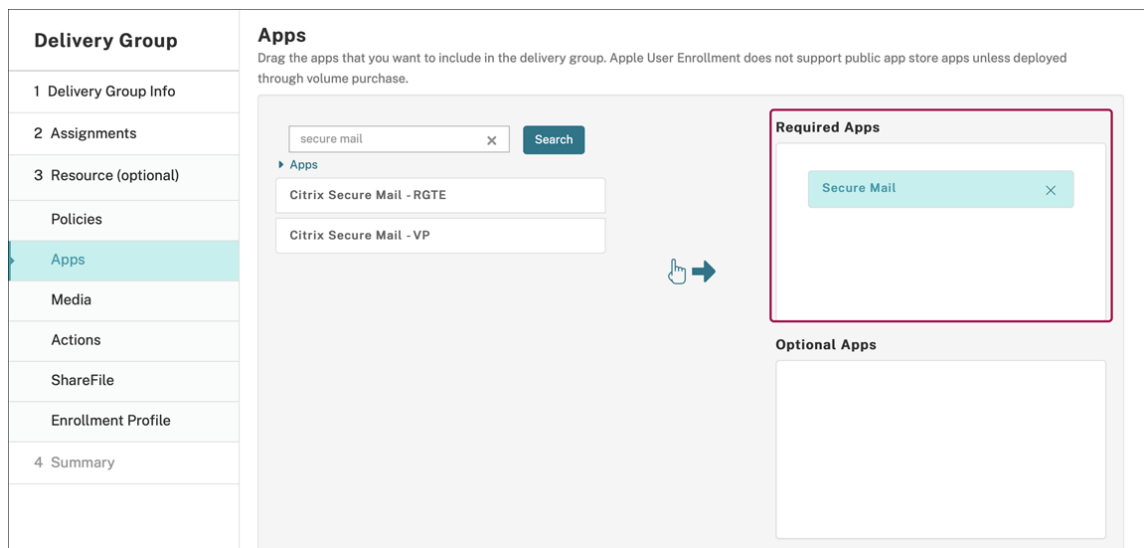 Delivery Group
1 Delivery Group Info
2 Assignments
3 Resource (optional)
Policies
Apps
Media
Actions
ShareFile
Enrollment Profile
4 Summary
Apps
Drag the apps that you want to include in the delivery group. Apple User Enrollment does not support public app store apps unless deployed
through volume purchase.
secure mail
Search
Apps
Citrix Secure Mail - RGTE
Citrix Secure Mail - VP
Required Apps
Secure Mail
Optional Apps